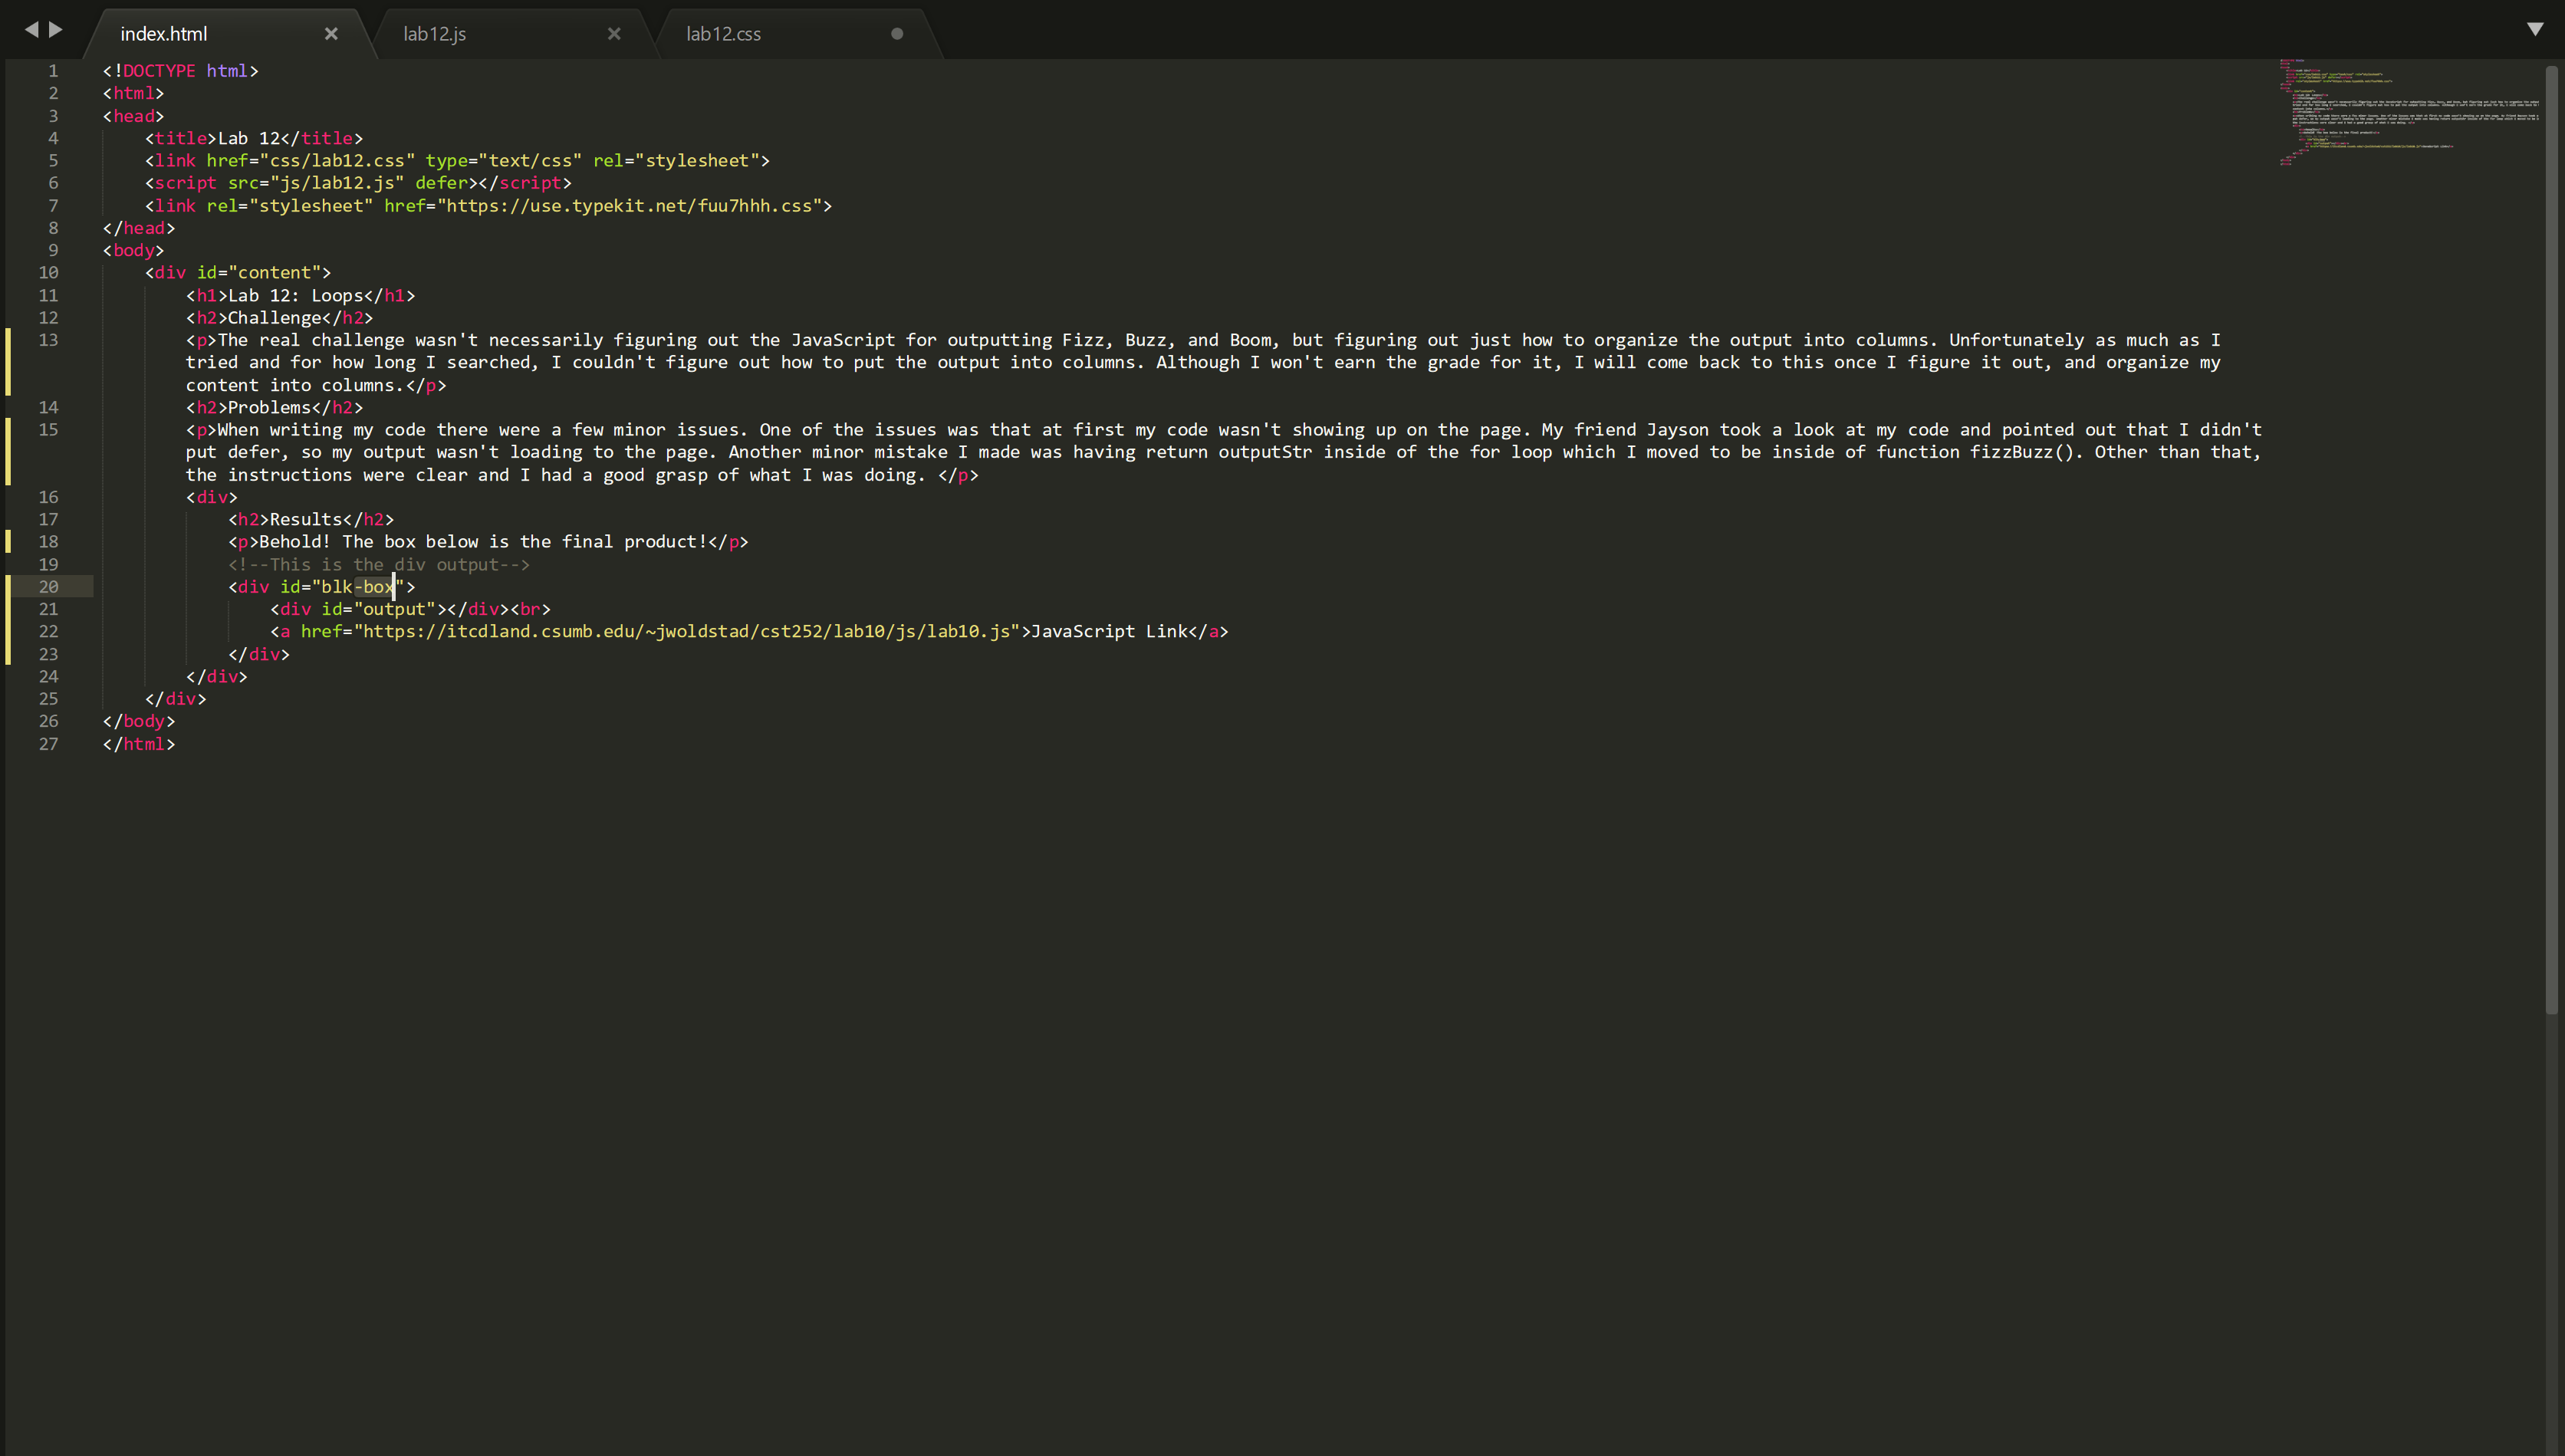 index.html
lab12.js
lab12.css
1 <!DOCTYPE html>
2 <html>
3 <head>
4 <title>Lab 12</title>
5 <link href="css/lab12.css" type="text/css" rel="stylesheet">
6 <script src="js/lab12.js" defer></script>
7 <link rel="stylesheet" href="https://use.typekit.net/fuu7hhh.css">
8 </head>
9 <body>
10 <div id="content">
11 <h1>Lab 12: Loops</h1>
12 <h2>Challenge</h2>
13 <p>The real challenge wasn't necessarily figuring out the JavaScript for outputting Fizz, Buzz, and Boom, but figuring out just how to organize the output into columns. Unfortunately as much as I
tried and for how long I searched, I couldn't figure out how to put the output into columns. Although I won't earn the grade for it, I will come back to this once I figure it out, and organize my
content into columns.</p>
14 <h2>Problems</h2>
15 <p>When writing my code there were a few minor issues. One of the issues was that at first my code wasn't showing up on the page. My friend Jayson took a look at my code and pointed out that I didn't
put defer, so my output wasn't loading to the page. Another minor mistake I made was having return outputStr inside of the for loop which I moved to be inside of function fizzBuzz(). Other than that,
the instructions were clear and I had a good grasp of what I was doing. </p>
16 <div>
17 <h2>Results</h2>
18 <p>Behold! The box below is the final product!</p>
19 <!--This is the div output-->
20 <div id="blk-box">
21 <div id="output"></div><br>
22 <a href="https://itcdland.csumb.edu/~jwoldstad/cst252/lab10/js/lab10.js">JavaScript Link</a>
23 </div>
24 </div>
25 </div>
26 </body>
27 </html>